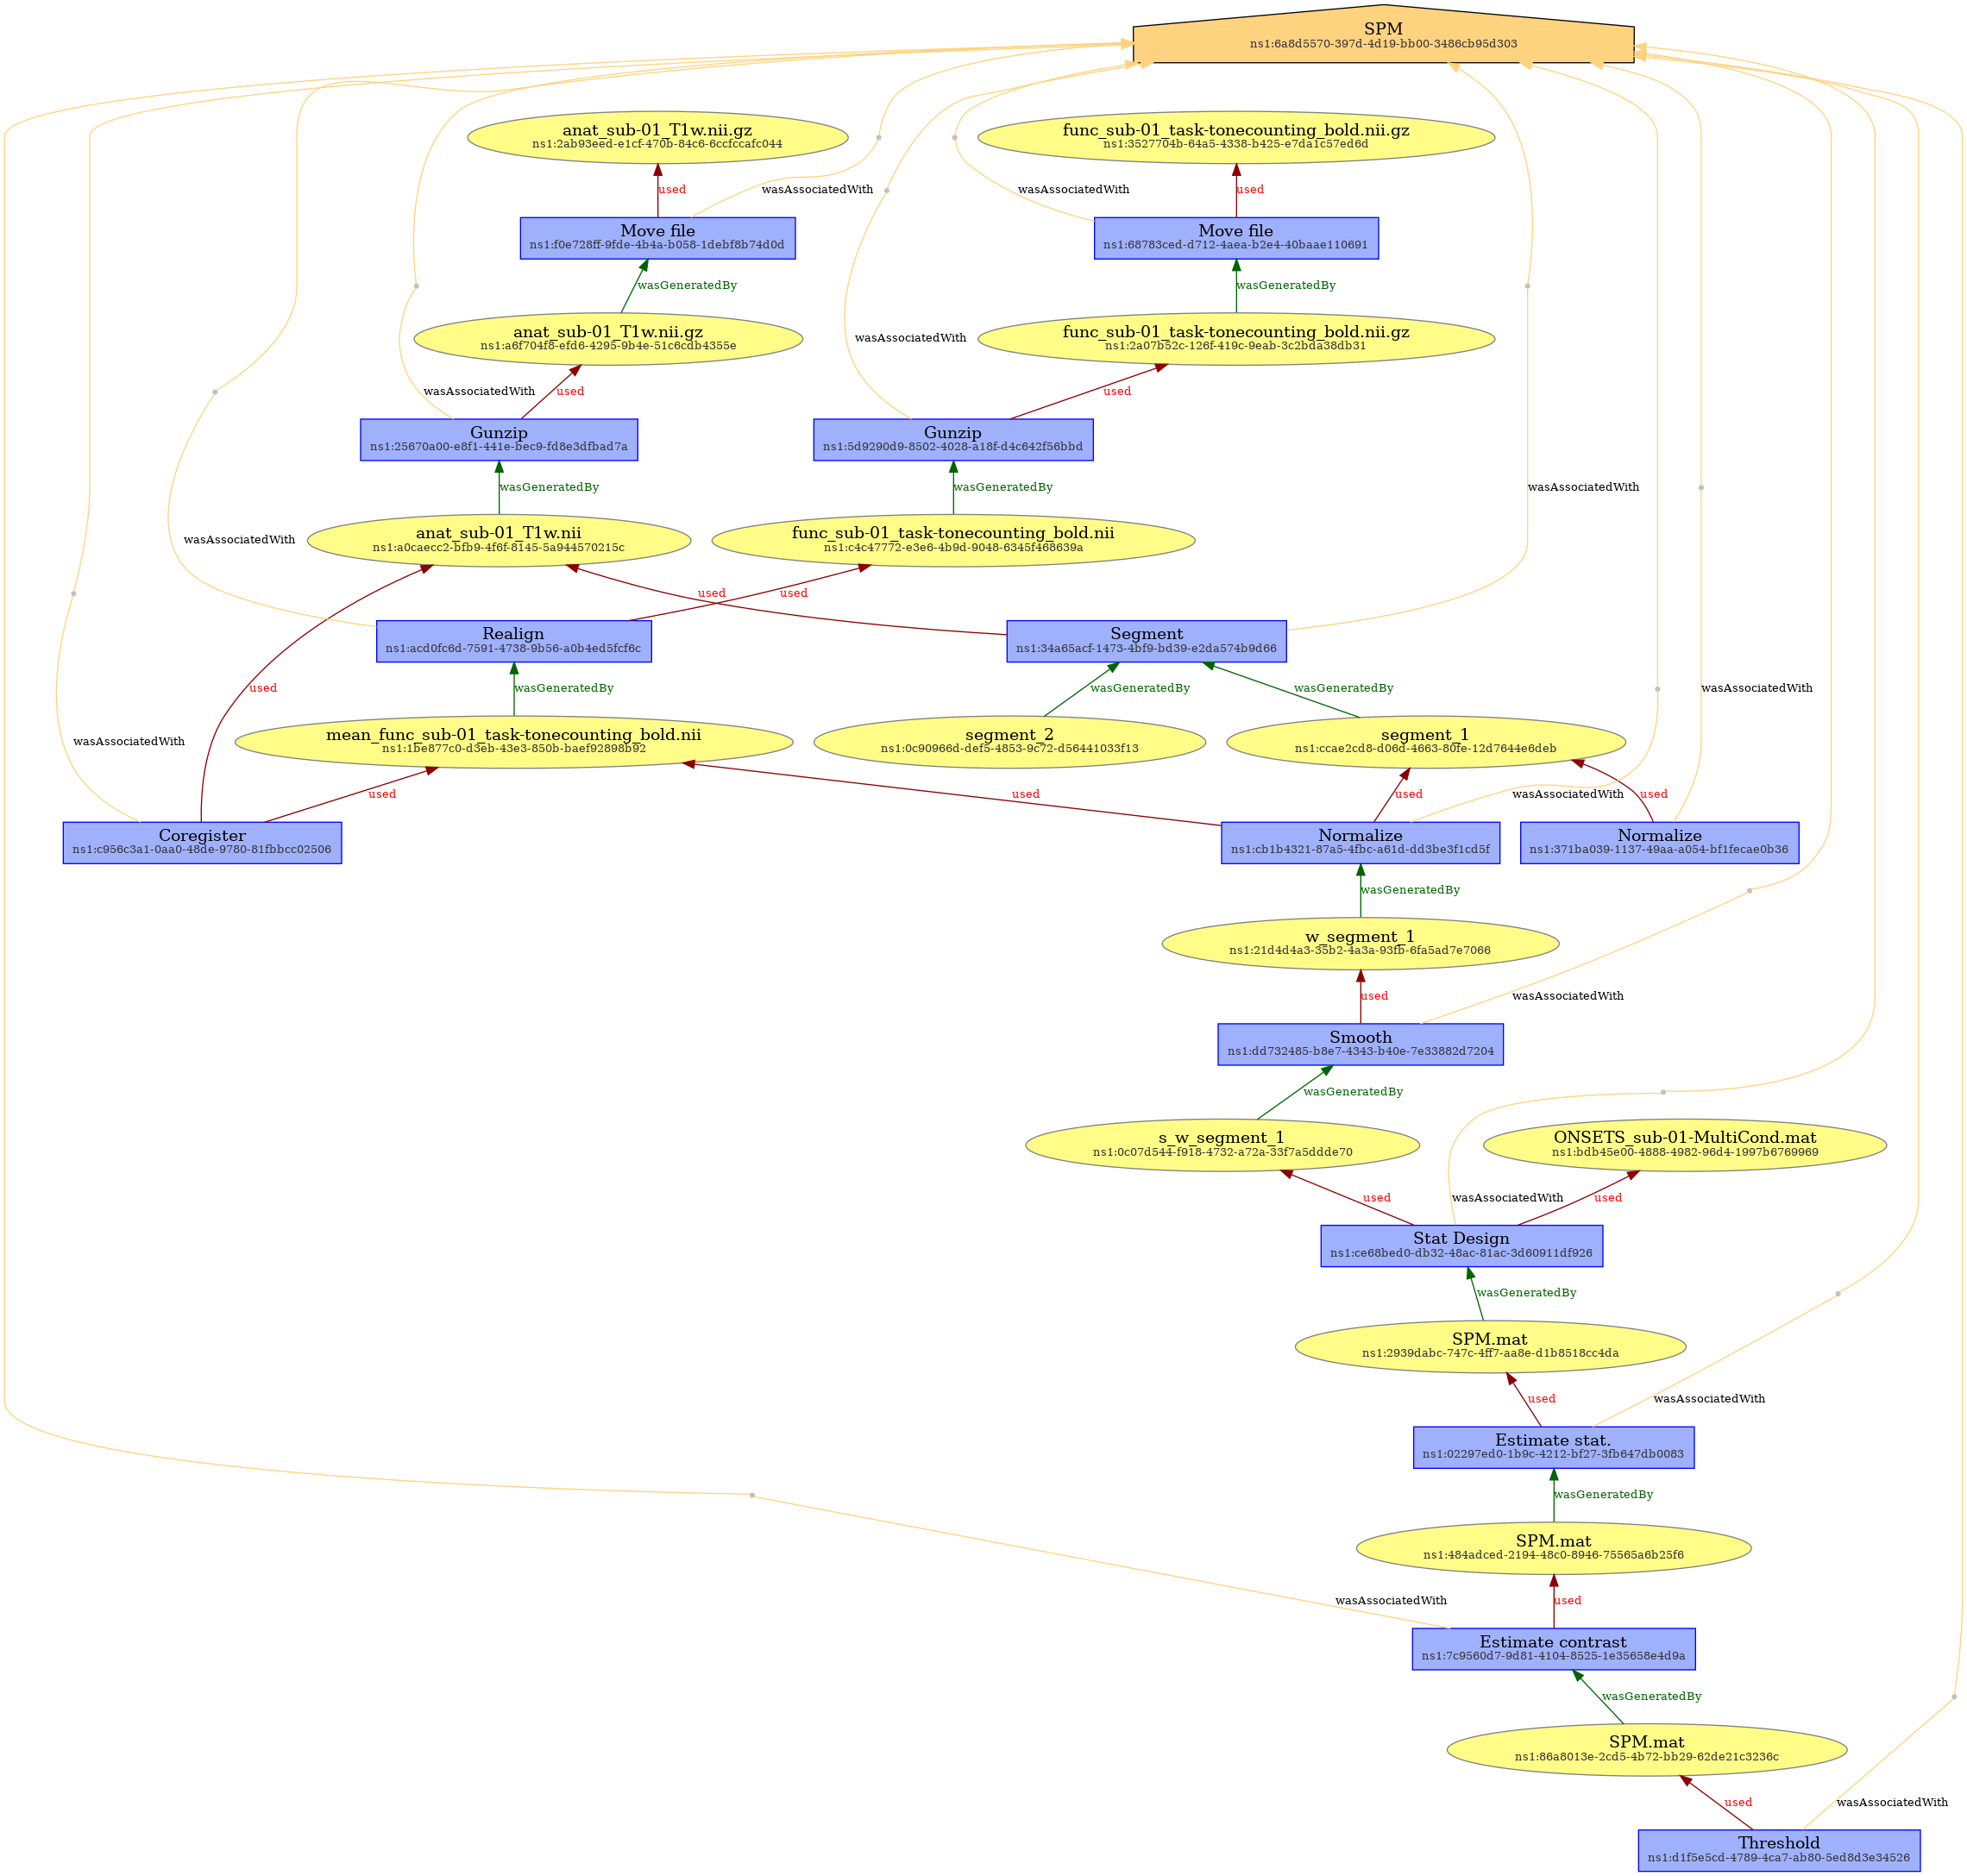 SPM
ns1:6a8d5570-397d-4d19-bb00-3486cb95d303
anat_sub-01_T1w.nii.gz
ns1:2ab93eed-e1cf-470b-84c6-6ccfccafc044
func_sub-01_task-tonecounting_bold.nii.gz
ns1:3527704b-64a5-4338-b425-e7da1c57ed6d
used
wasAssociatedWith
wasAssociatedWith
used
Move file
ns1:f0e728ff-9fde-4b4a-b058-1debf8b74d0d
Move file
ns1:68783ced-d712-4aea-b2e4-40baae110691
wasGeneratedBy
wasGeneratedBy
anat_sub-01_T1w.nii.gz
ns1:a6f704f8-efd6-4295-9b4e-51c6cdb4355e
wasAssociatedWith
func_sub-01_task-tonecounting_bold.nii.gz
ns1:2a07b52c-126f-419c-9eab-3c2bda38db31
wasAssociatedWith
used
used
Gunzip
ns1:25670a00-e8f1-441e-bec9-fd8e3dfbad7a
Gunzip
ns1:5d9290d9-8502-4028-a18f-d4c642f56bbd
wasGeneratedBy
wasGeneratedBy
wasAssociatedWith
wasAssociatedWith
anat_sub-01_T1w.nii
ns1:a0caecc2-bfb9-4f6f-8145-5a944570215c
func_sub-01_task-tonecounting_bold.nii
ns1:c4c47772-e3e6-4b9d-9048-6345f468639a
used
used
Realign
ns1:acd0fc6d-7591-4738-9b56-a0b4ed5fcf6c
Segment
ns1:34a65acf-1473-4bf9-bd39-e2da574b9d66
used
wasGeneratedBy
wasGeneratedBy
wasGeneratedBy
wasAssociatedWith
wasAssociatedWith
mean_func_sub-01_task-tonecounting_bold.nii
ns1:1be877c0-d3eb-43e3-850b-baef92898b92
segment_2
ns1:0c90966d-def5-4853-9c72-d56441033f13
segment_1
ns1:ccae2cd8-d06d-4663-80fe-12d7644e6deb
used
used
used
wasAssociatedWith
used
Coregister
ns1:c956c3a1-0aa0-48de-9780-81fbbcc02506
Normalize
ns1:cb1b4321-87a5-4fbc-a61d-dd3be3f1cd5f
Normalize
ns1:371ba039-1137-49aa-a054-bf1fecae0b36
wasGeneratedBy
w_segment_1
ns1:21d4d4a3-35b2-4a3a-93fb-6fa5ad7e7066
used
wasAssociatedWith
Smooth
ns1:dd732485-b8e7-4343-b40e-7e33882d7204
wasGeneratedBy
s_w_segment_1
ns1:0c07d544-f918-4732-a72a-33f7a5ddde70
ONSETS_sub-01-MultiCond.mat
ns1:bdb45e00-4888-4982-96d4-1997b6769969
used
wasAssociatedWith
used
Stat Design
ns1:ce68bed0-db32-48ac-81ac-3d60911df926
wasGeneratedBy
SPM.mat
ns1:2939dabc-747c-4ff7-aa8e-d1b8518cc4da
used
wasAssociatedWith
Estimate stat.
ns1:02297ed0-1b9c-4212-bf27-3fb647db0083
wasGeneratedBy
SPM.mat
ns1:484adced-2194-48c0-8946-75565a6b25f6
wasAssociatedWith
used
Estimate contrast
ns1:7c9560d7-9d81-4104-8525-1e35658e4d9a
wasGeneratedBy
SPM.mat
ns1:86a8013e-2cd5-4b72-bb29-62de21c3236c
used
wasAssociatedWith
Threshold
ns1:d1f5e5cd-4789-4ca7-ab80-5ed8d3e34526